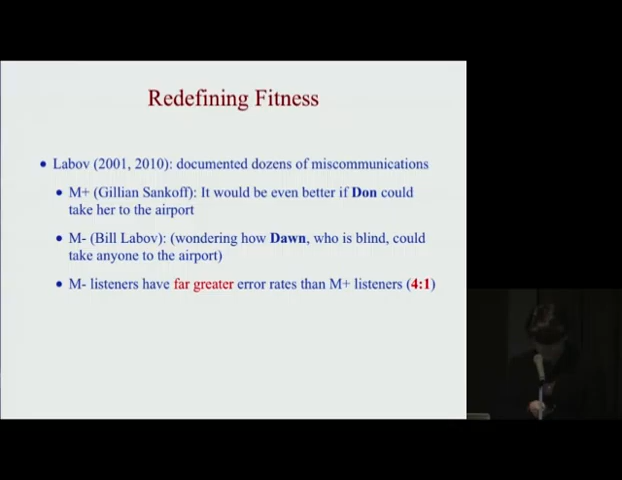 Redefining Fitness
• Labov (2001, 2010): documented dozens of miscommunications
• M+ (Gillian Sankoff): It would be even better if Don could
take her to the airport
• M- (Bill Labov): (wondering how Dawn, who is blind, could
take anyone to the airport)
• M- listeners have far greater error rates than M+ listeners (4:1)